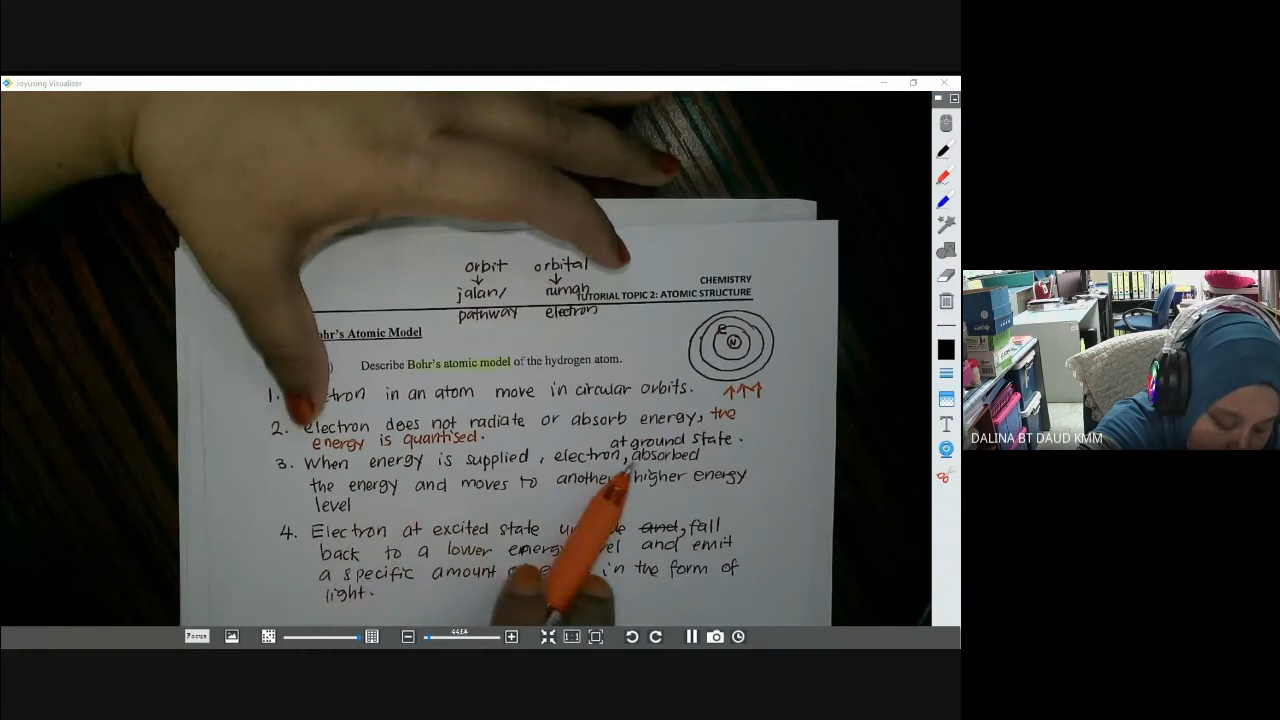 Joyusing Visualizer
orbit orbital
jalan/ rumah
CHEMISTRY
TUTORIAL TOPIC 2: ATOMIC STRUCTURE
pathway electron
Bohr's Atomic Model
e
N
Describe Bohr's atomic model of the hydrogen atom.
1. in an atom move in circular orbits.
2. electron does not radiate or absorb energy, the
energy is quantised.
at ground state.
3. When energy is supplied, electron, absorbed
the energy and moves to another higher energy
level
4. Electron at excited state and, fall
back to a lower and emit
a specific amount in the form of
light.
Focus
1:1
T
DALINA BT DAUD KMM